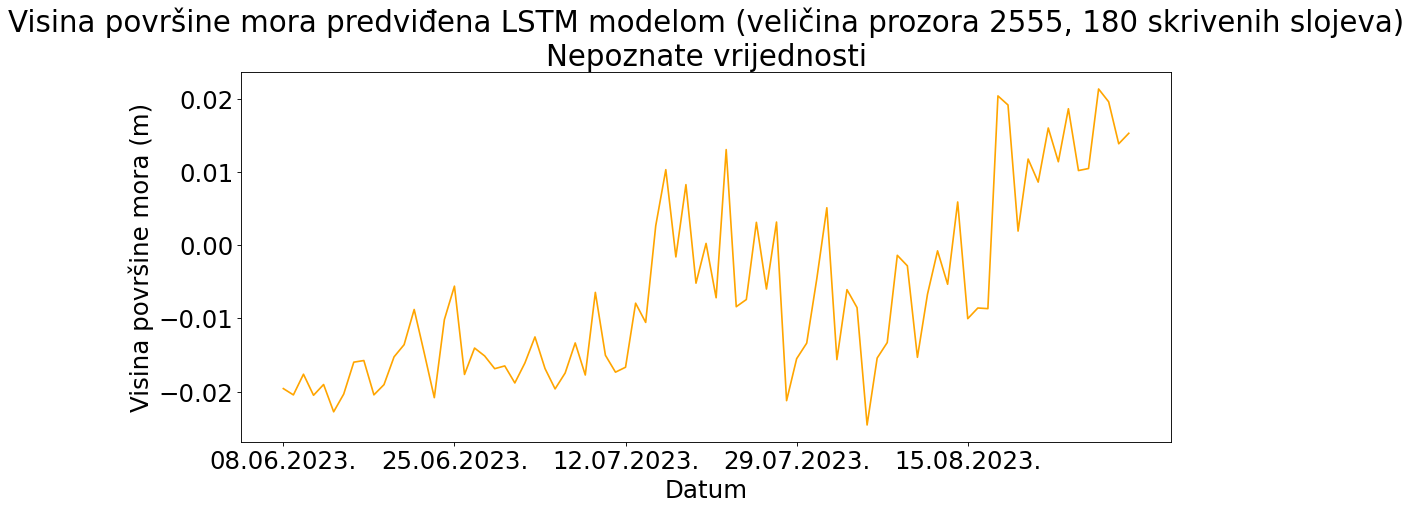 Visina površine mora predviđena LSTM modelom (veličina prozora 2555, 180 skrivenih slojeva)
Nepoznate vrijednosti
Visina površine mora (m)
0.02
0.01
0.00
−0.01
−0.02
08.06.2023. 25.06.2023. 12.07.2023. 29.07.2023. 15.08.2023.
Datum